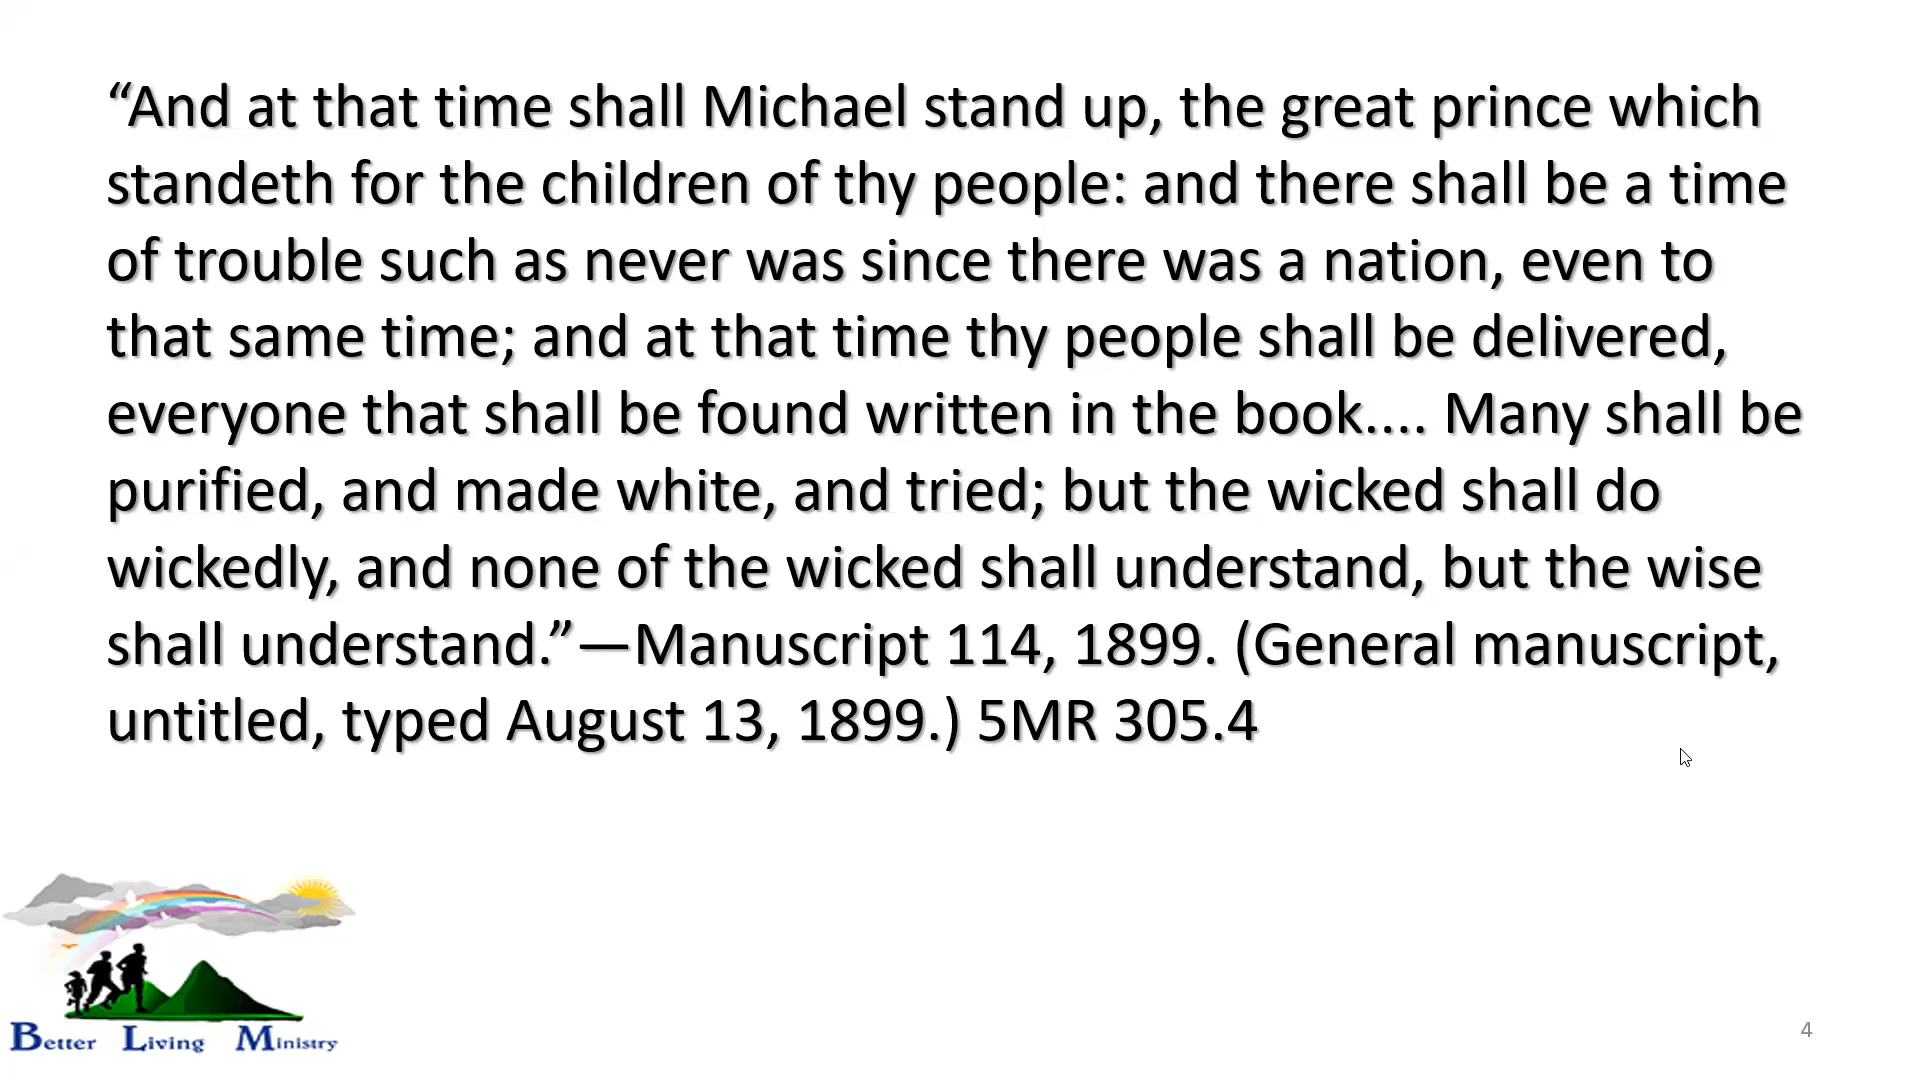 “And at that time shall Michael stand up, the great prince which
standeth for the children of thy people: and there shall be a time
of trouble such as never was since there was a nation, even to
that same time; and at that time thy people shall be delivered,
everyone that shall be found written in the book.... Many shall be
purified, and made white, and tried; but the wicked shall do
wickedly, and none of the wicked shall understand, but the wise
shall understand.”—Manuscript 114, 1899. (General manuscript,
untitled, typed August 13, 1899.) 5MR 305.4
Better Living Ministry
4